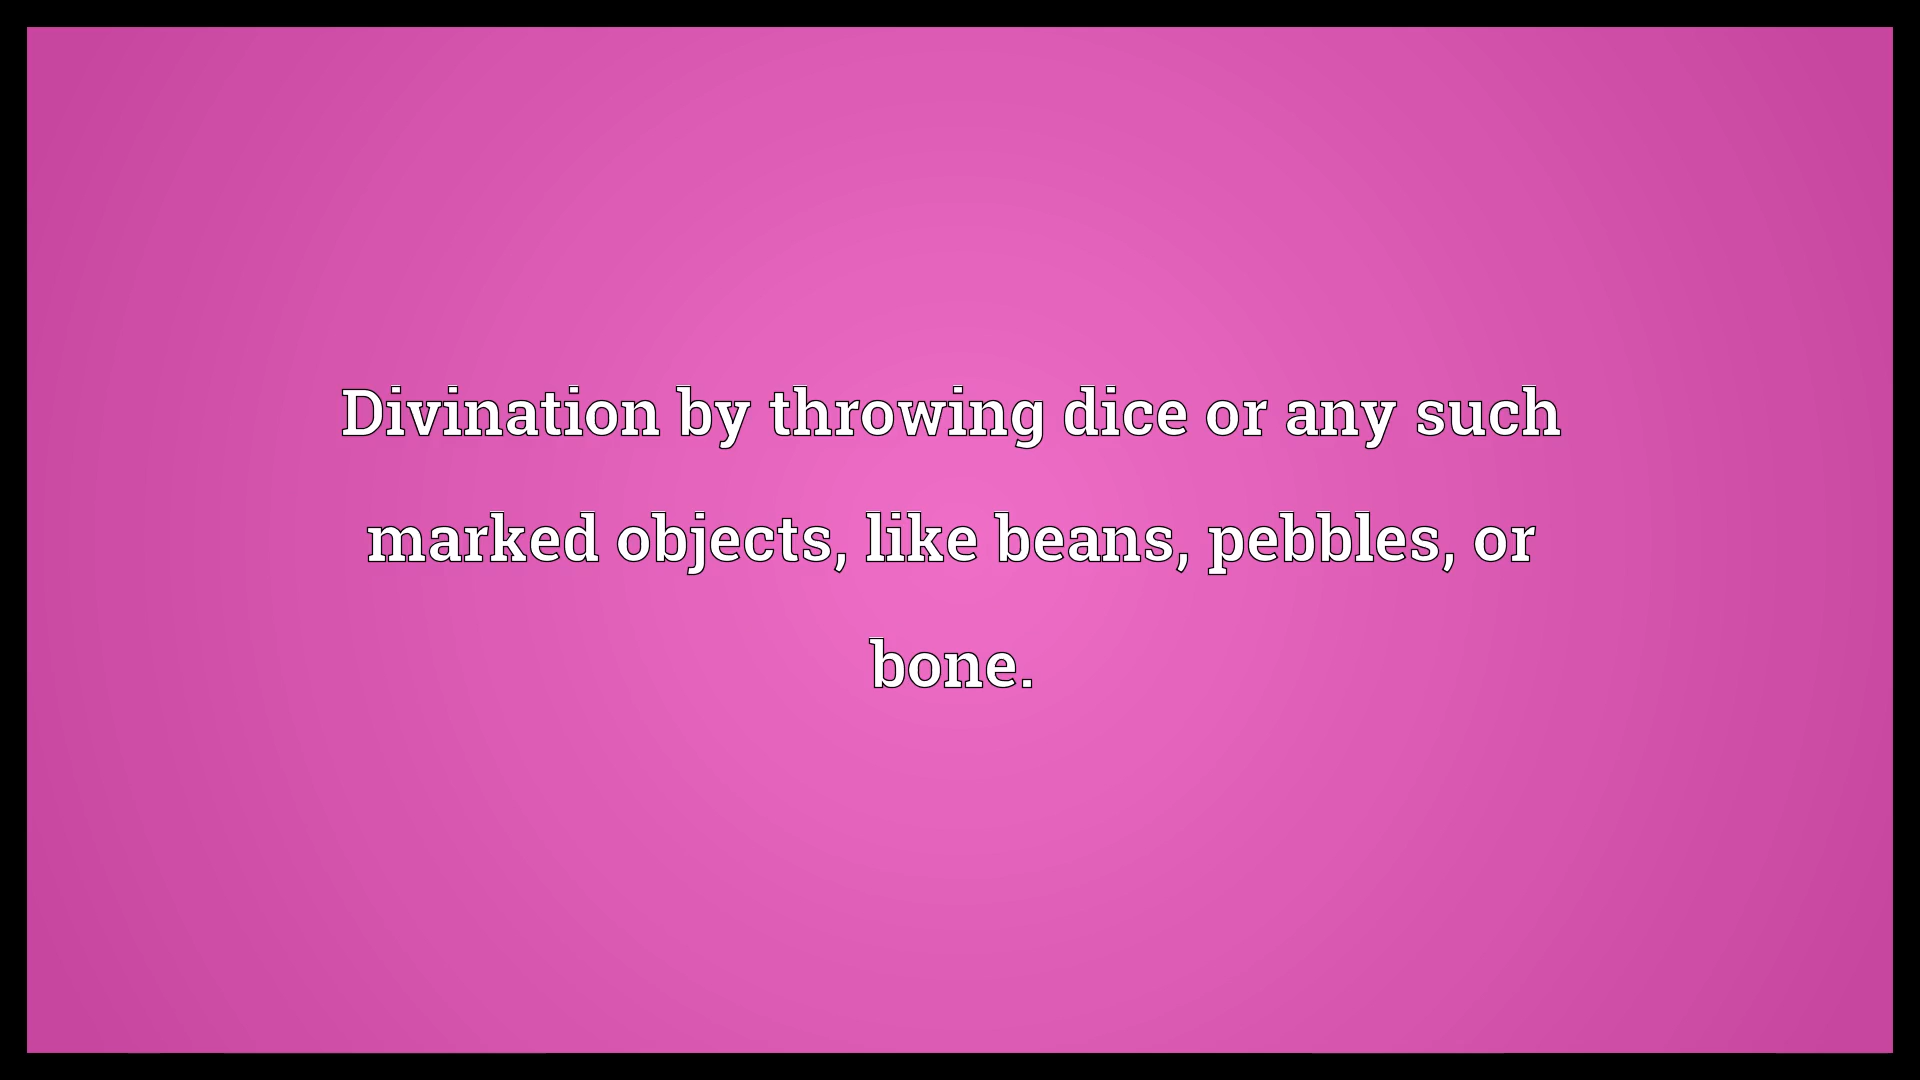 Divination by throwing dice or any such
marked objects, like beans, pebbles, or
bone.